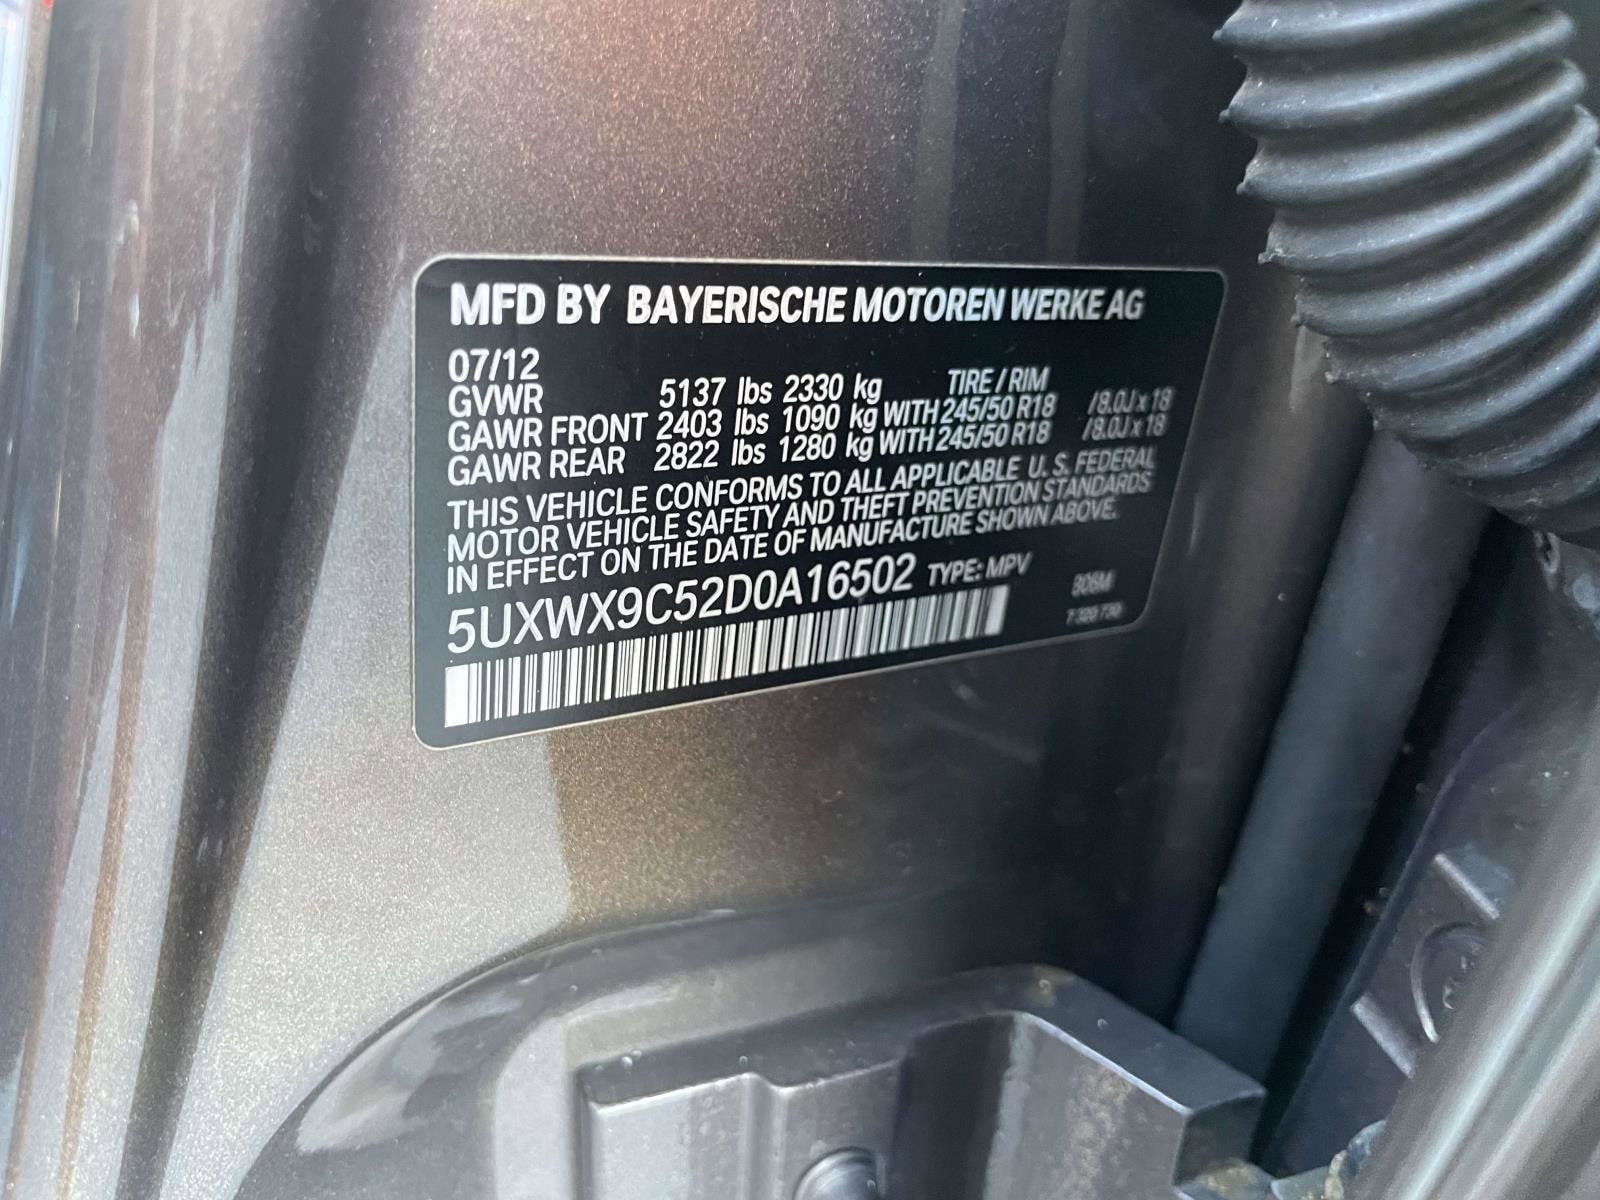 MFD BY BAYERISCHE MOTOREN WERKE AG
07/12
GVWR 5137 lbs 2330 kg TIRE / RIM
GAWR FRONT 2403 lbs 1090 kg WITH 245/50 R18 /8.0J x 18
GAWR REAR 2822 lbs 1280 kg WITH 245/50 R18 /8.0J x 18
THIS VEHICLE CONFORMS TO ALL APPLICABLE U. S. FEDERAL
MOTOR VEHICLE SAFETY AND THEFT PREVENTION STANDARDS
IN EFFECT ON THE DATE OF MANUFACTURE SHOWN ABOVE.
5UXWX9C52D0A16502 TYPE: MPV